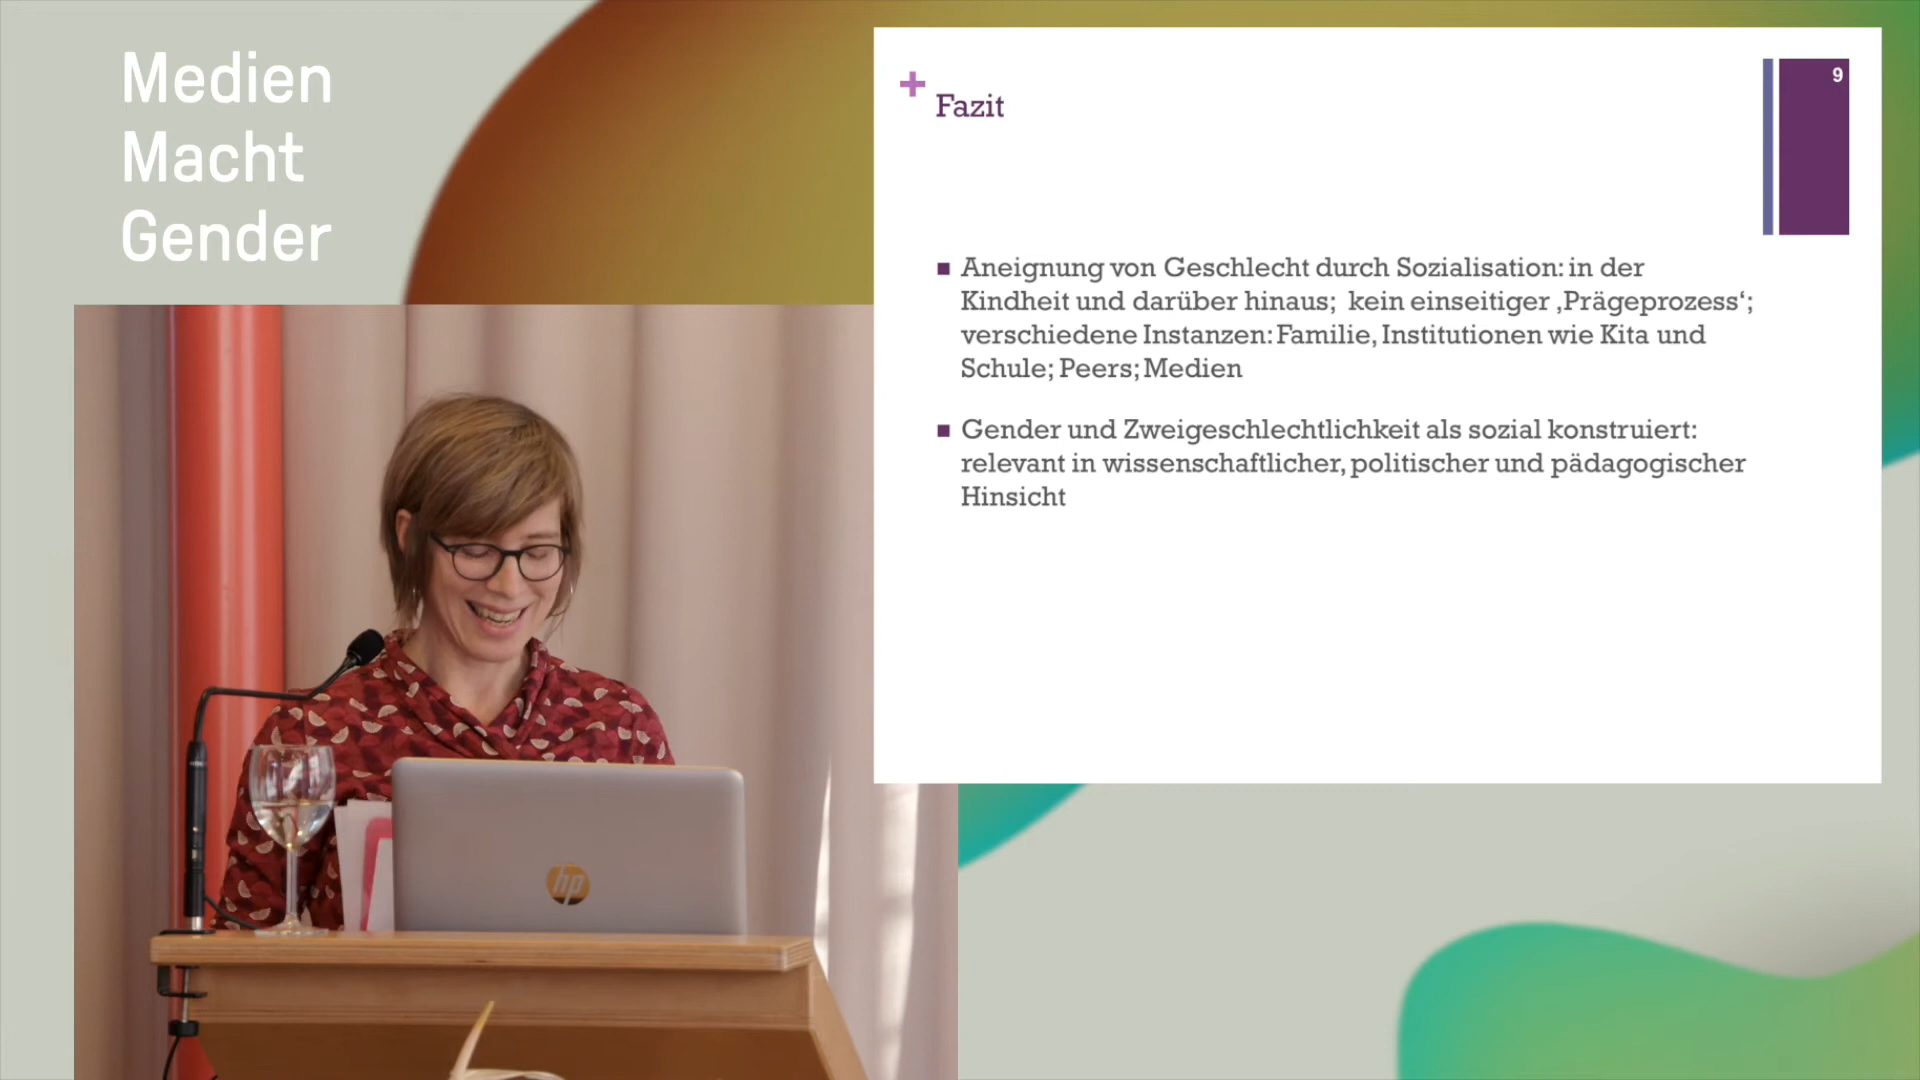 Medien
Macht
Gender
9
+ Fazit
■ Aneignung von Geschlecht durch Sozialisation: in der
Kindheit und darüber hinaus; kein einseitiger ‚Prägeprozess‘;
verschiedene Instanzen: Familie, Institutionen wie Kita und
Schule; Peers; Medien
■ Gender und Zweigeschlechtlichkeit als sozial konstruiert:
relevant in wissenschaftlicher, politischer und pädagogischer
Hinsicht
hp